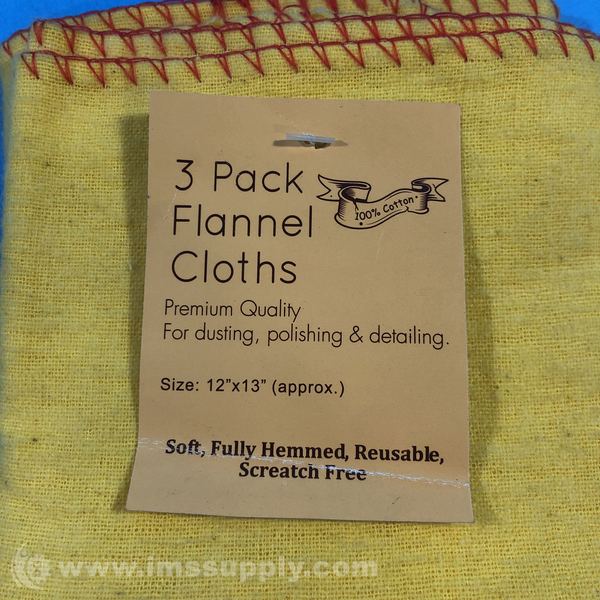 3 Pack
Flannel
Cloths
100% Cotton
Premium Quality
For dusting, polishing & detailing.
Size: 12"x13" (approx.)
Soft, Fully Hemmed, Reusable,
Screatch Free
www.imssupply.com